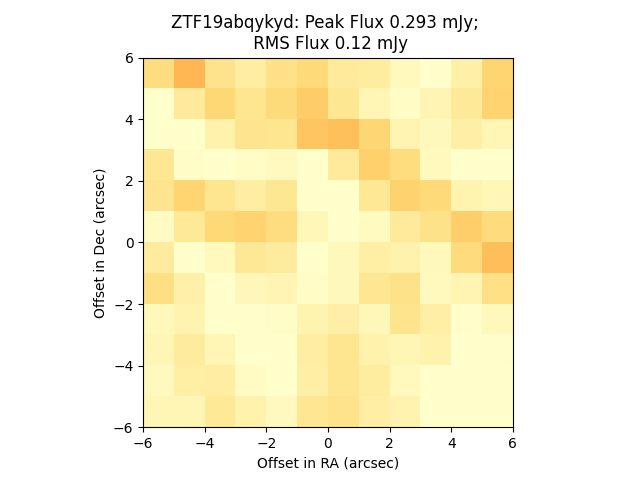 ZTF19abqykyd: Peak Flux 0.293 mJy;
RMS Flux 0.12 mJy
6
4
2
0
−2
−4
−6
Offset in Dec (arcsec)
−6 −4 −2 0 2 4 6
Offset in RA (arcsec)